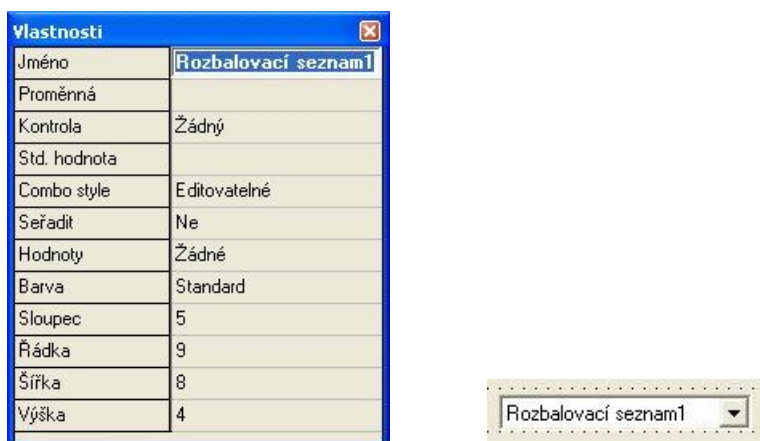 Vlastnosti
Jméno Rozbalovací seznam1
Proměnná
Kontrola Žádný
Std. hodnota
Combo style Editovatelné
Seřadit Ne
Hodnoty Žádné
Barva Standard
Sloupec 5
Řádka 9
Šířka 8
Výška 4
Rozbalovací seznam1